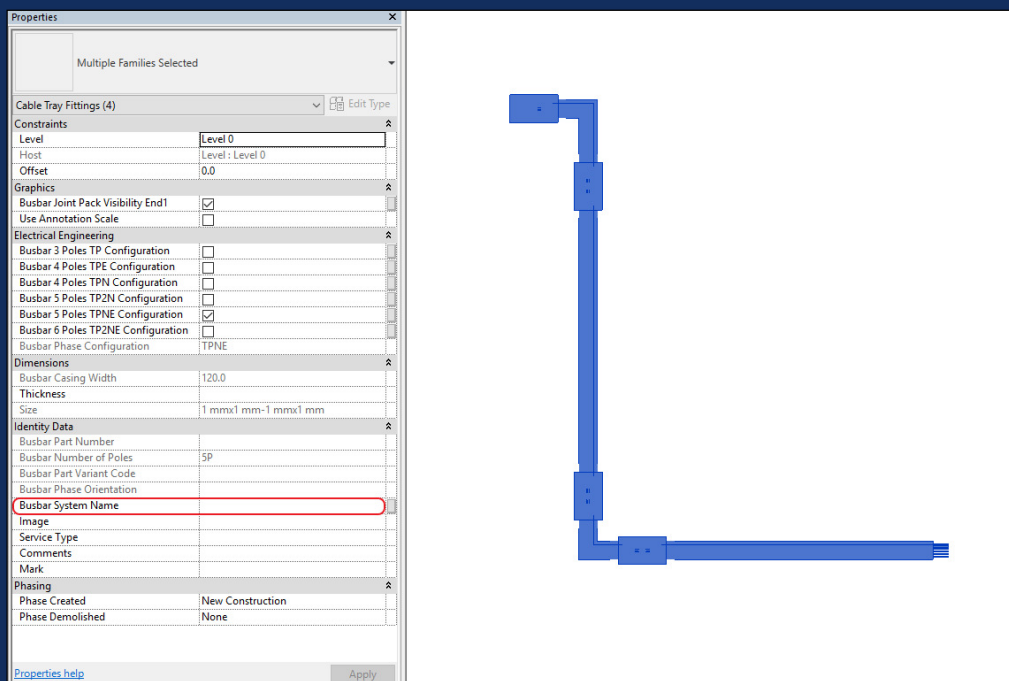 Properties
Multiple Families Selected
Cable Tray Fittings (4) Edit Type
Constraints
Level Level 0
Host Level : Level 0
Offset 0.0
Graphics
Busbar Joint Pack Visibility End1
Use Annotation Scale
Electrical Engineering
Busbar 3 Poles TP Configuration
Busbar 4 Poles TPE Configuration
Busbar 4 Poles TPN Configuration
Busbar 5 Poles TP2N Configuration
Busbar 5 Poles TPNE Configuration
Busbar 6 Poles TP2NE Configuration
Busbar Phase Configuration TPNE
Dimensions
Busbar Casing Width 120.0
Thickness
Size 1 mmx1 mm-1 mmx1 mm
Identity Data
Busbar Part Number
Busbar Number of Poles 5P
Busbar Part Variant Code
Busbar Phase Orientation
Busbar System Name
Image
Service Type
Comments
Mark
Phasing
Phase Created New Construction
Phase Demolished None
Properties help Apply